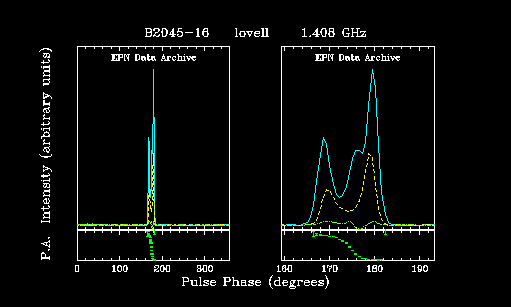 B2045-16 lovell 1.408 GHz
EPN Data Archive EPN Data Archive
P.A. Intensity (arbitrary units)
0 100 200 300 160 170 180 190
Pulse Phase (degrees)